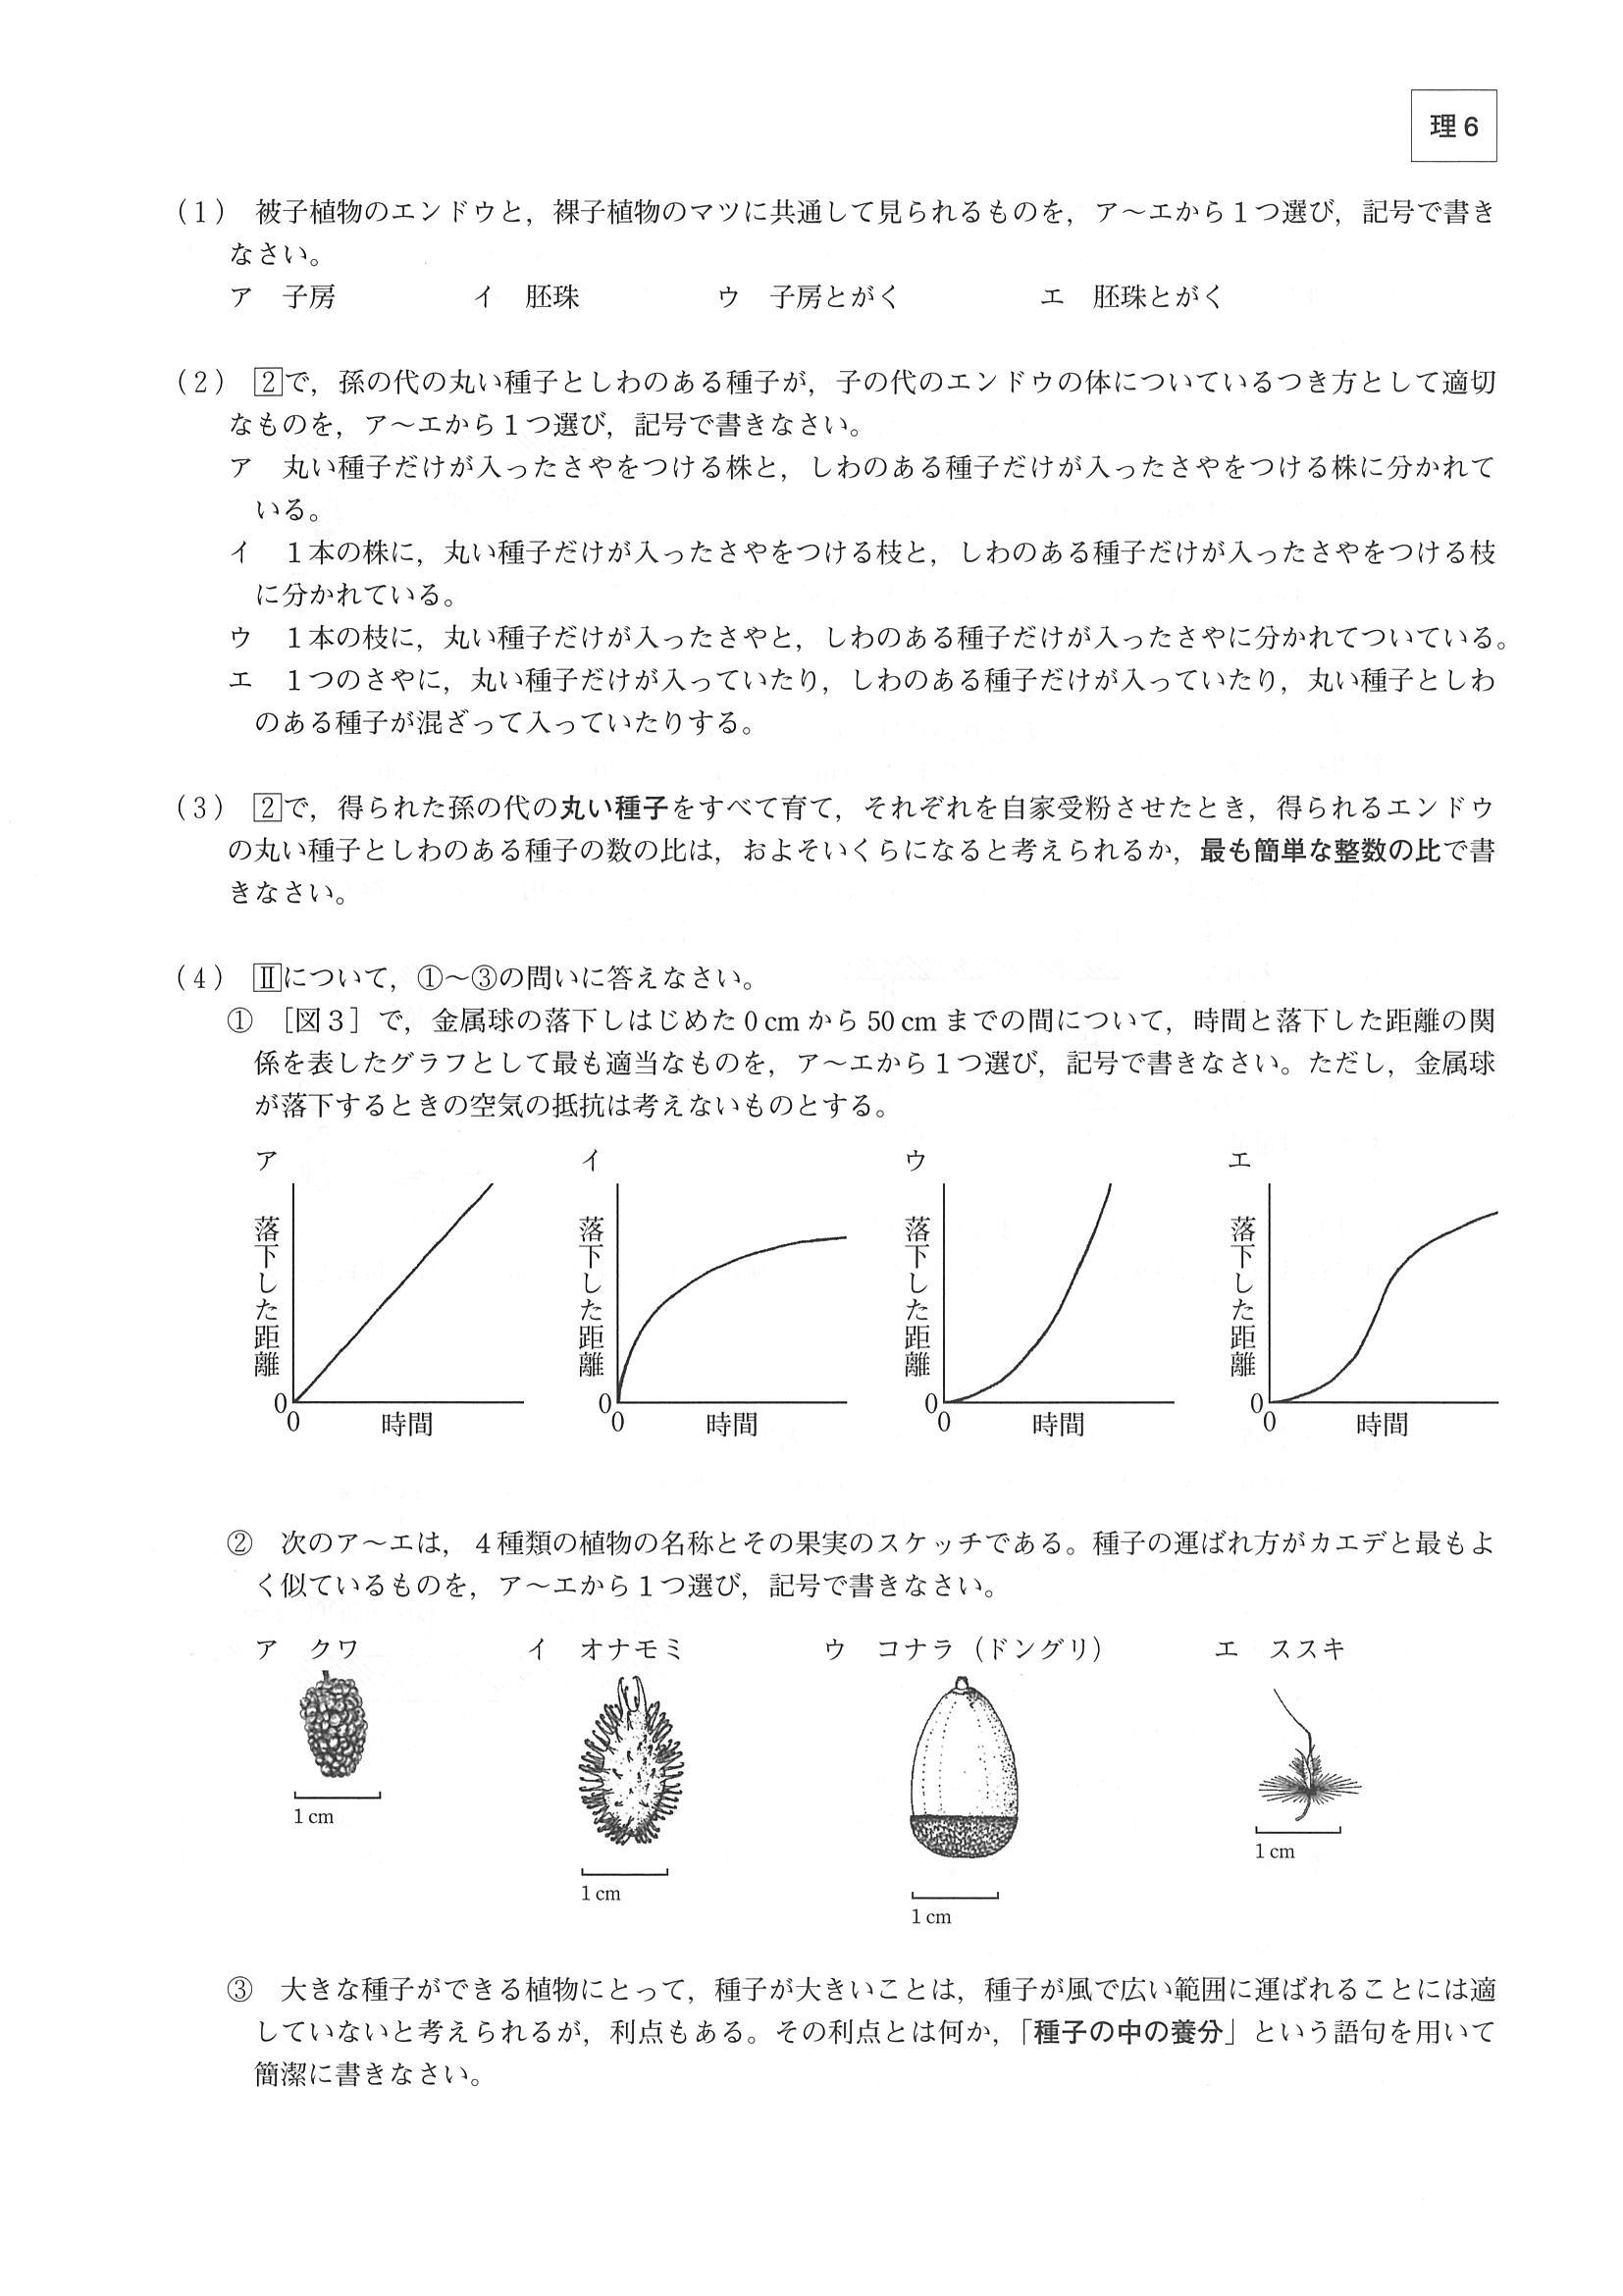 理6
(1) 被子植物のエンドウと，裸子植物のマツに共通して見られるものを，ア～エから1つ選び，記号で書き
なさい。
ア 子房 イ 胚珠 ウ 子房とがく エ 胚珠とがく
(2) 2で，孫の代の丸い種子としわのある種子が，子の代のエンドウの体についているつき方として適切
なものを，ア～エから1つ選び，記号で書きなさい。
ア 丸い種子だけが入ったさやをつける株と，しわのある種子だけが入ったさやをつける株に分かれて
いる。
イ 1本の株に，丸い種子だけが入ったさやをつける枝と，しわのある種子だけが入ったさやをつける枝
に分かれている。
ウ 1本の枝に，丸い種子だけが入ったさやと，しわのある種子だけが入ったさやに分かれてついている。
エ 1つのさやに，丸い種子だけが入っていたり，しわのある種子だけが入っていたり，丸い種子としわ
のある種子が混ざって入っていたりする。
(3) 2で，得られた孫の代の丸い種子をすべて育て，それぞれを自家受粉させたとき，得られるエンドウ
の丸い種子としわのある種子の数の比は，およそいくらになると考えられるか，最も簡単な整数の比で書
きなさい。
(4) Ⅱについて，①～③の問いに答えなさい。
① ［図3］で，金属球の落下しはじめた0cmから50cmまでの間について，時間と落下した距離の関
係を表したグラフとして最も適当なものを，ア～エから1つ選び，記号で書きなさい。ただし，金属球
が落下するときの空気の抵抗は考えないものとする。
ア イ ウ エ
落下した距離 落下した距離 落下した距離 落下した距離
0 0 0 0
0 時間 0 時間 0 時間 0 時間
② 次のア～エは，4種類の植物の名称とその果実のスケッチである。種子の運ばれ方がカエデと最もよ
く似ているものを，ア～エから1つ選び，記号で書きなさい。
ア クワ イ オナモミ ウ コナラ（ドングリ） エ ススキ
1cm
1cm
1cm
1cm
③ 大きな種子ができる植物にとって，種子が大きいことは，種子が風で広い範囲に運ばれることには適
していないと考えられるが，利点もある。その利点とは何か，「種子の中の養分」という語句を用いて
簡潔に書きなさい。